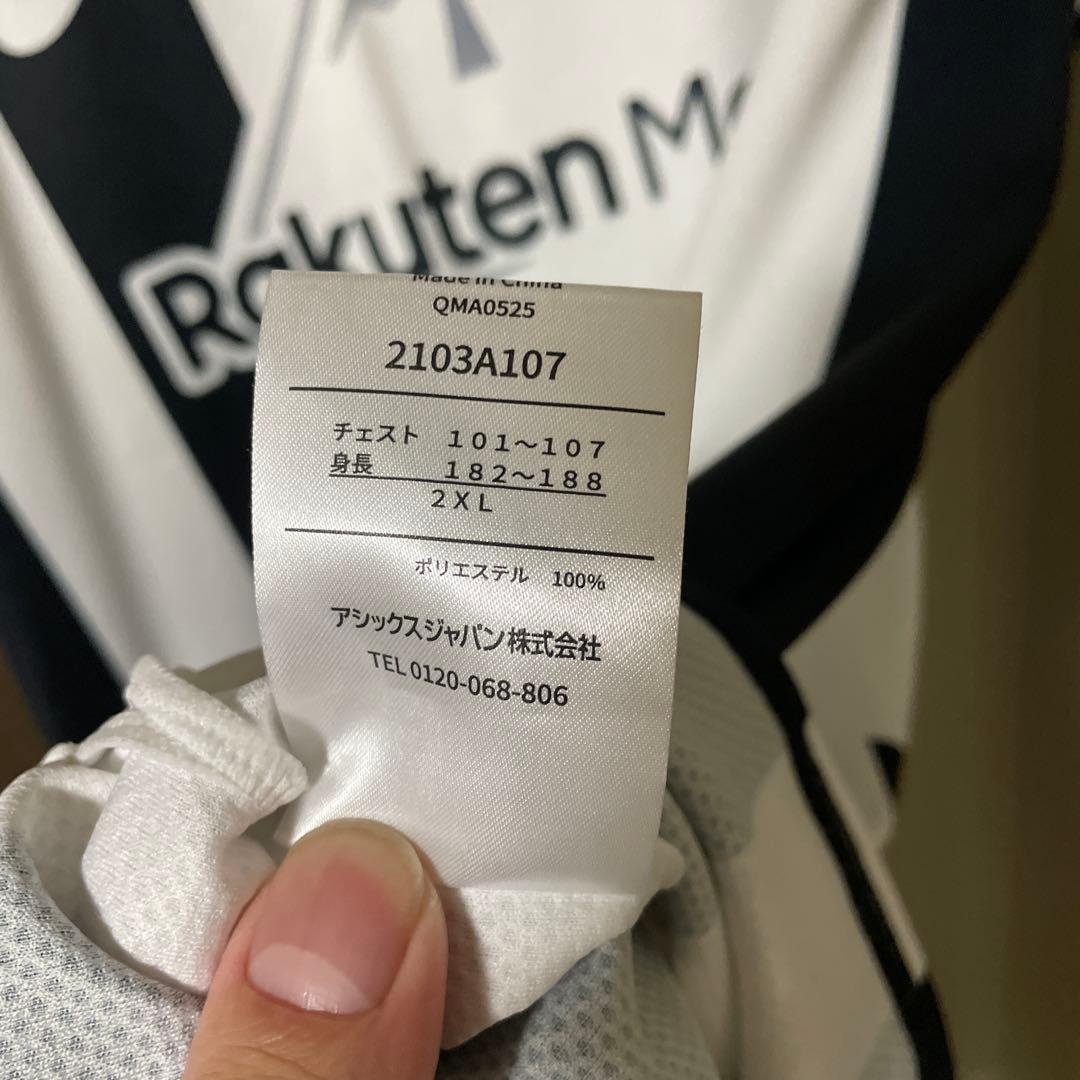 Rakuten
Made in China
QMA0525
2103A107
チェスト 101～107
身長 182～188
2XL
ポリエステル 100%
アシックスジャパン株式会社
TEL 0120-068-806